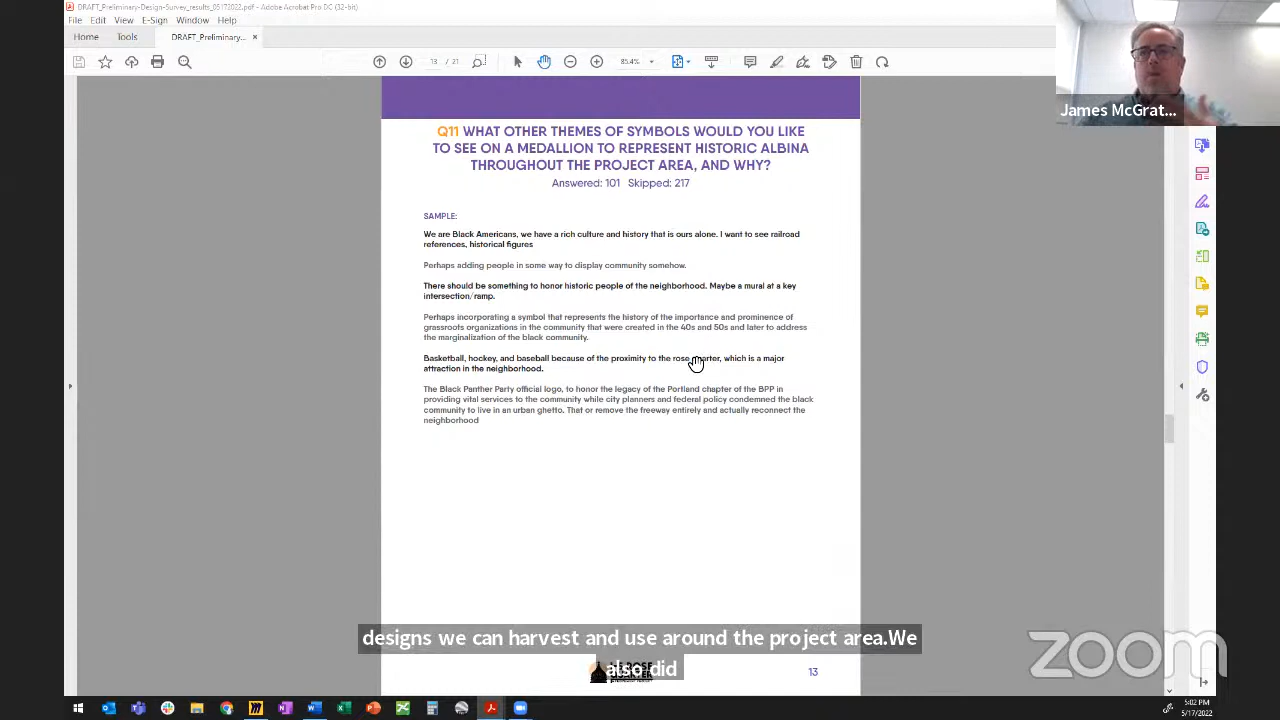 DRAFT_Preliminary-Design-Survey_results_05172022.pdf - Adobe Acrobat Pro DC (32-bit)
File Edit View E-Sign Window Help
Home Tools DRAFT_Preliminary... ×
13 / 21 85.4%
James McGrat...
Q11 WHAT OTHER THEMES OF SYMBOLS WOULD YOU LIKE
TO SEE ON A MEDALLION TO REPRESENT HISTORIC ALBINA
THROUGHOUT THE PROJECT AREA, AND WHY?
Answered: 101 Skipped: 217
SAMPLE:
We are Black Americans, we have a rich culture and history that is ours alone. I want to see railroad
references, historical figures
Perhaps adding people in some way to display community somehow.
There should be something to honor historic people of the neighborhood. Maybe a mural at a key
intersection/ramp.
Perhaps incorporating a symbol that represents the history of the importance and prominence of
grassroots organizations in the community that were created in the 40s and 50s and later to address
the marginalization of the black community.
Basketball, hockey, and baseball because of the proximity to the rose quarter, which is a major
attraction in the neighborhood.
The Black Panther Party official logo, to honor the legacy of the Portland chapter of the BPP in
providing vital services to the community while city planners and federal policy condemned the black
community to live in an urban ghetto. That or remove the freeway entirely and actually reconnect the
neighborhood
designs we can harvest and use around the project area.We
also did
13
zoom
5:02 PM
5/17/2022